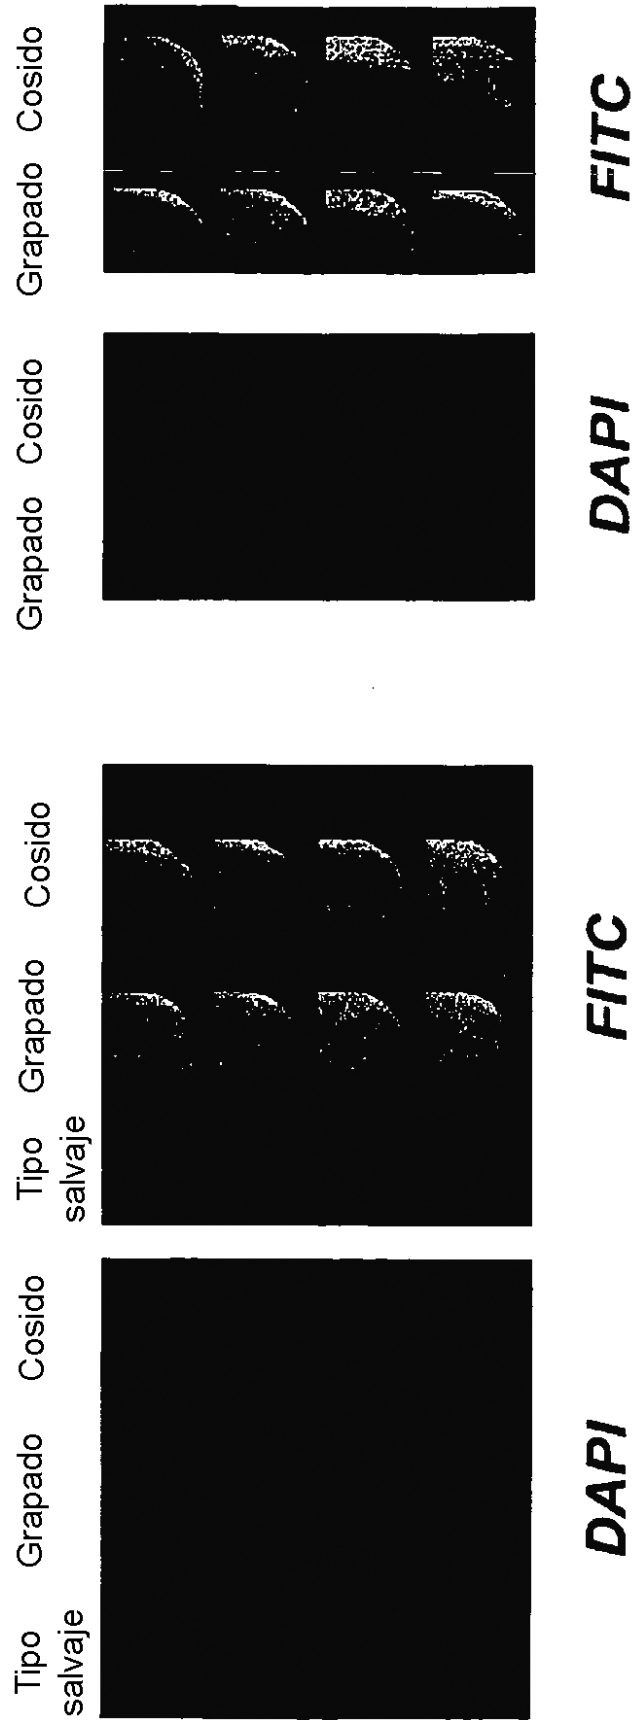 Tipo salvaje
Grapado
Cosido
Tipo salvaje
Grapado
Cosido
Grapado
Cosido
Grapado
Cosido
DAPI
FITC
DAPI
FITC